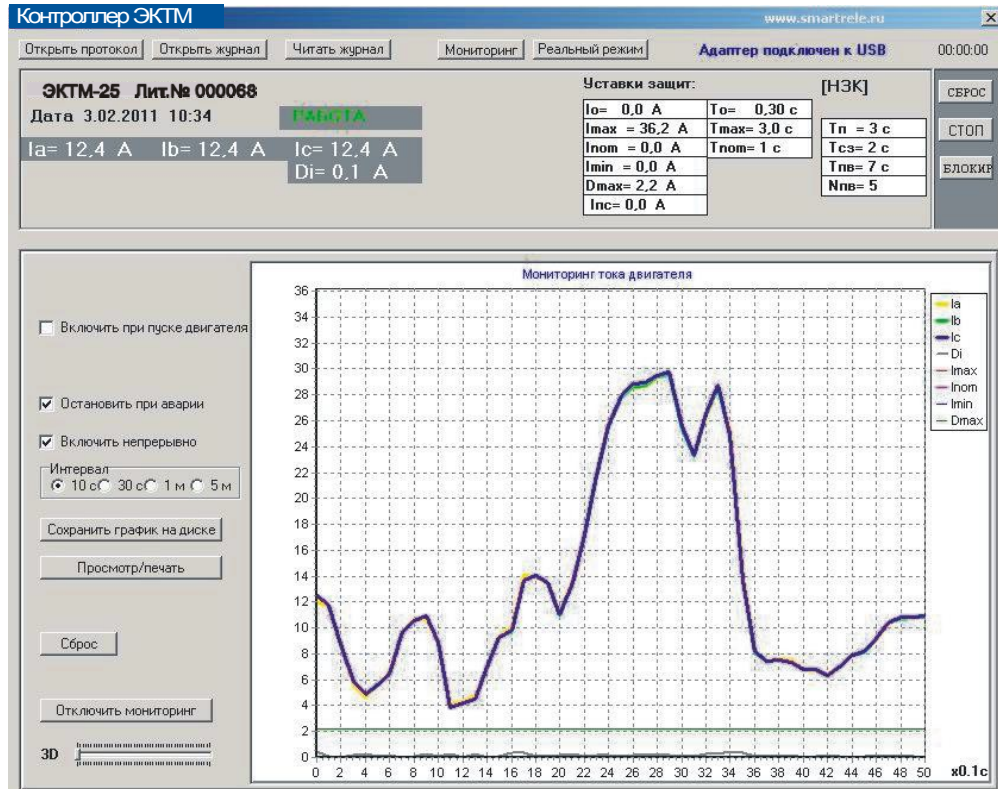 Контроллер ЭКТМ
www.smartrele.ru
Открыть протокол Открыть журнал Читать журнал Мониторинг Реальный режим Адаптер подключен к USB 00:00:00
ЭКТМ-25 Лит.№ 000068
Дата 3.02.2011 10:34 РАБОТА
Ia= 12,4 A Ib= 12,4 A Ic= 12,4 A
Di= 0,1 A
Уставки защит: [НЗК]
Io= 0,0 A To= 0,30 c
Imax = 36,2 A Tmax= 3,0 c Тп = 3 с
Inom = 0,0 A Tnom= 1 c Тсз= 2 с
Imin = 0,0 A Тпв= 7 с
Dmax= 2,2 A Nпв= 5
Iпс= 0,0 A
СБРОС
СТОП
БЛОКИР
Мониторинг тока двигателя
Включить при пуске двигателя
Остановить при аварии
Включить непрерывно
Интервал
10 с 30 с 1 м 5 м
Сохранить график на диске
Просмотр/печать
Сброс
Отключить мониторинг
3D
36
34
32
30
28
26
24
22
20
18
16
14
12
10
8
6
4
2
0
0 2 4 6 8 10 12 14 16 18 20 22 24 26 28 30 32 34 36 38 40 42 44 46 48 50 x0.1c
Ia
Ib
Ic
Di
Imax
Inom
Imin
Dmax